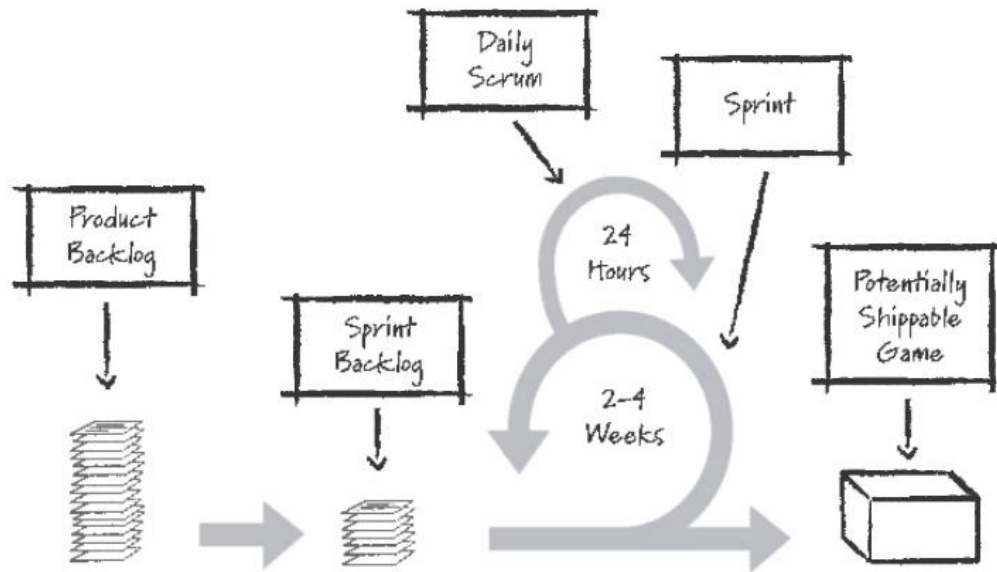 Daily
Scrum
Sprint
Product
Backlog
24
Hours
Potentially
Shippable
Game
Sprint
Backlog
2-4
Weeks